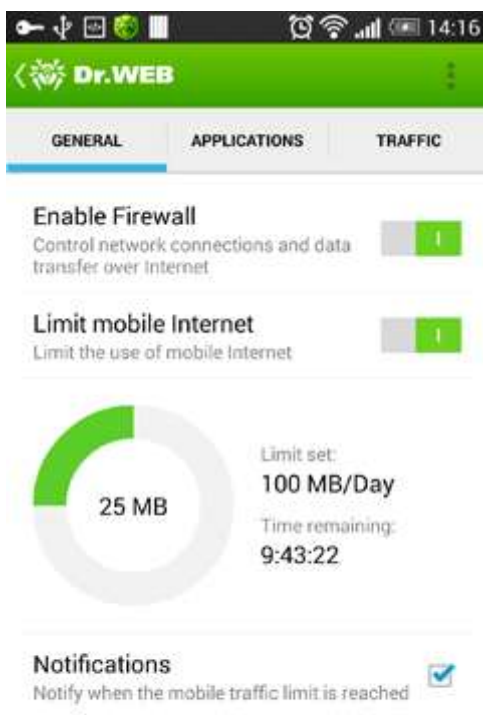 14:16
Dr.WEB
GENERAL APPLICATIONS TRAFFIC
Enable Firewall
Control network connections and data
transfer over Internet
Limit mobile Internet
Limit the use of mobile Internet
25 MB
Limit set:
100 MB/Day
Time remaining:
9:43:22
Notifications
Notify when the mobile traffic limit is reached